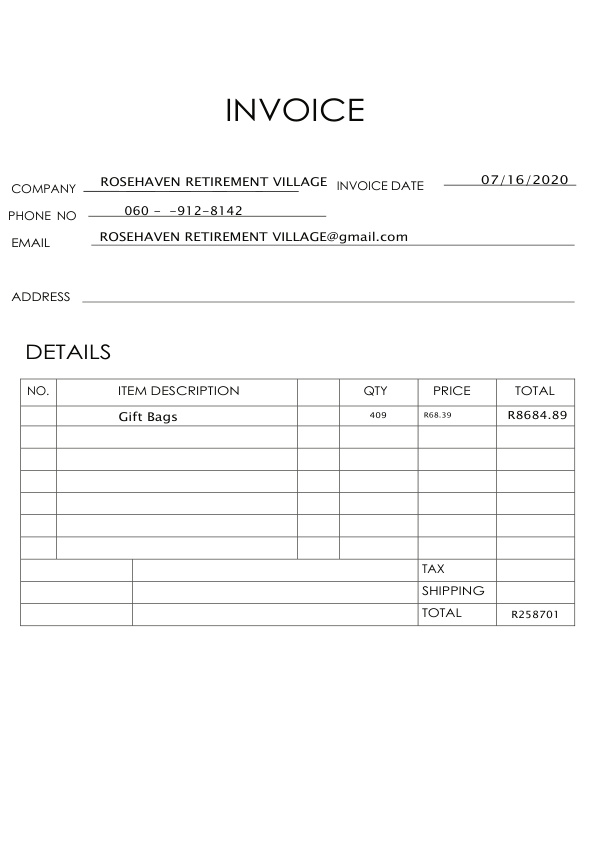 INVOICE
COMPANY ROSEHAVEN RETIREMENT VILLAGE INVOICE DATE 07/16/2020
PHONE NO 060 - -912-8142
EMAIL ROSEHAVEN RETIREMENT VILLAGE@gmail.com
ADDRESS
DETAILS
NO. ITEM DESCRIPTION QTY PRICE TOTAL
Gift Bags 409 R68.39 R8684.89
TAX
SHIPPING
TOTAL R258701